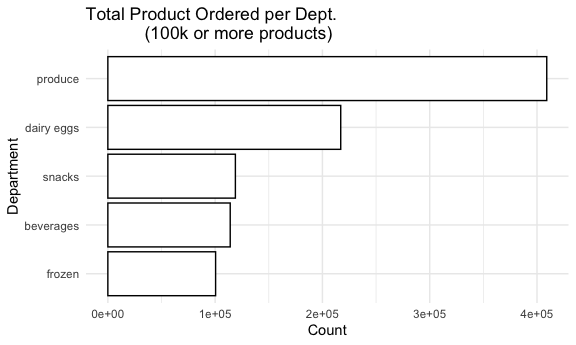 Total Product Ordered per Dept.
(100k or more products)
produce
dairy eggs
snacks
beverages
frozen
Department
0e+00 1e+05 2e+05 3e+05 4e+05
Count